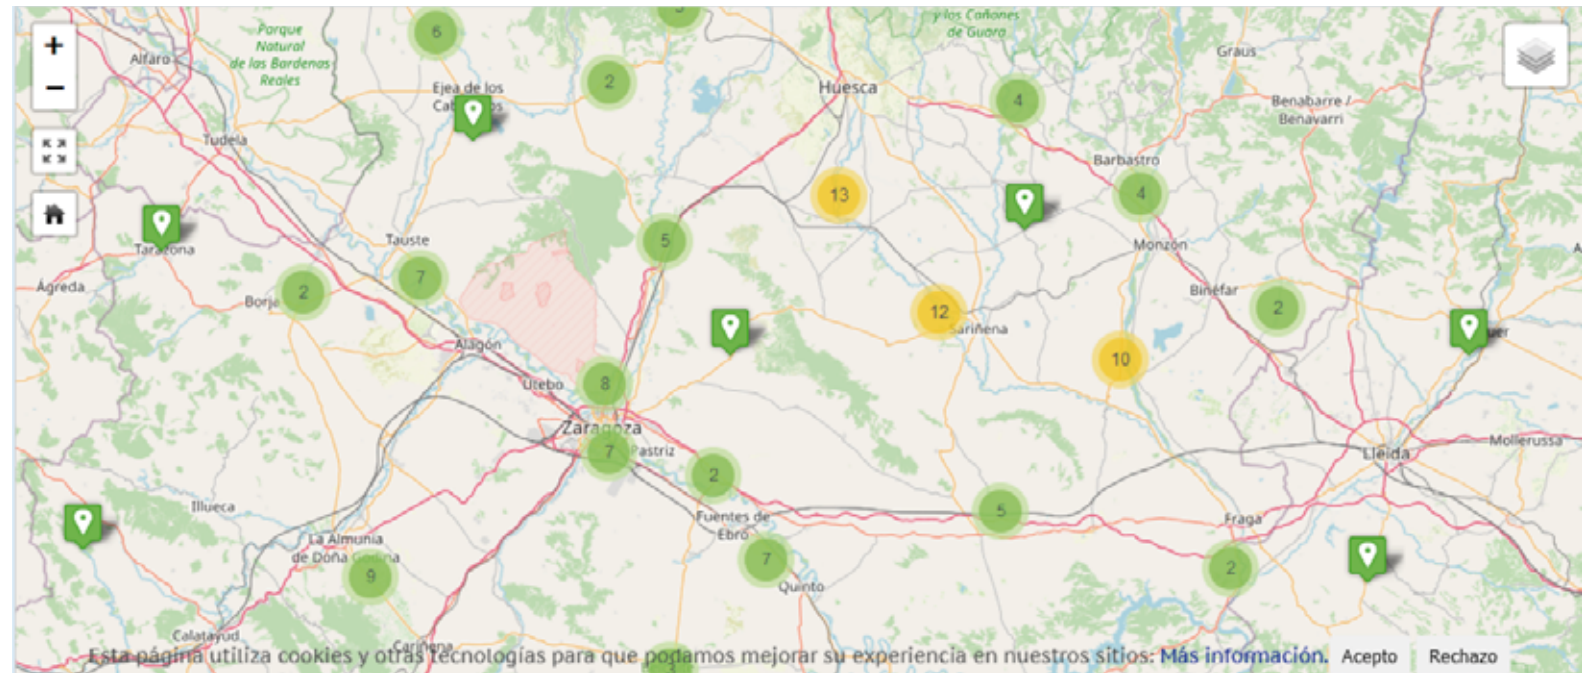 +
−
6
y los Cañones
de Guara
Parque
Natural
de las Bardenas
Reales
Alfaro
Graus
2
Huesca
Ejea de los
4
Benabarre /
Benavarri
Tudela
Barbastro
13
4
Tarazona
Tauste
5
Monzón
Ágreda
Borja
2
7
Binéfar
2
12
Sariñena
Alagón
10
Utebo
8
Zaragoza
7
Pastriz
2
Mollerussa
Lleida
Illueca
Fuentes de
Ebro
5
Fraga
La Almunia
de Doña Godina
9
7
Quinto
2
Calatayud
Cariñena
Esta página utiliza cookies y otras tecnologías para que podamos mejorar su experiencia en nuestros sitios: Más información.
Acepto
Rechazo